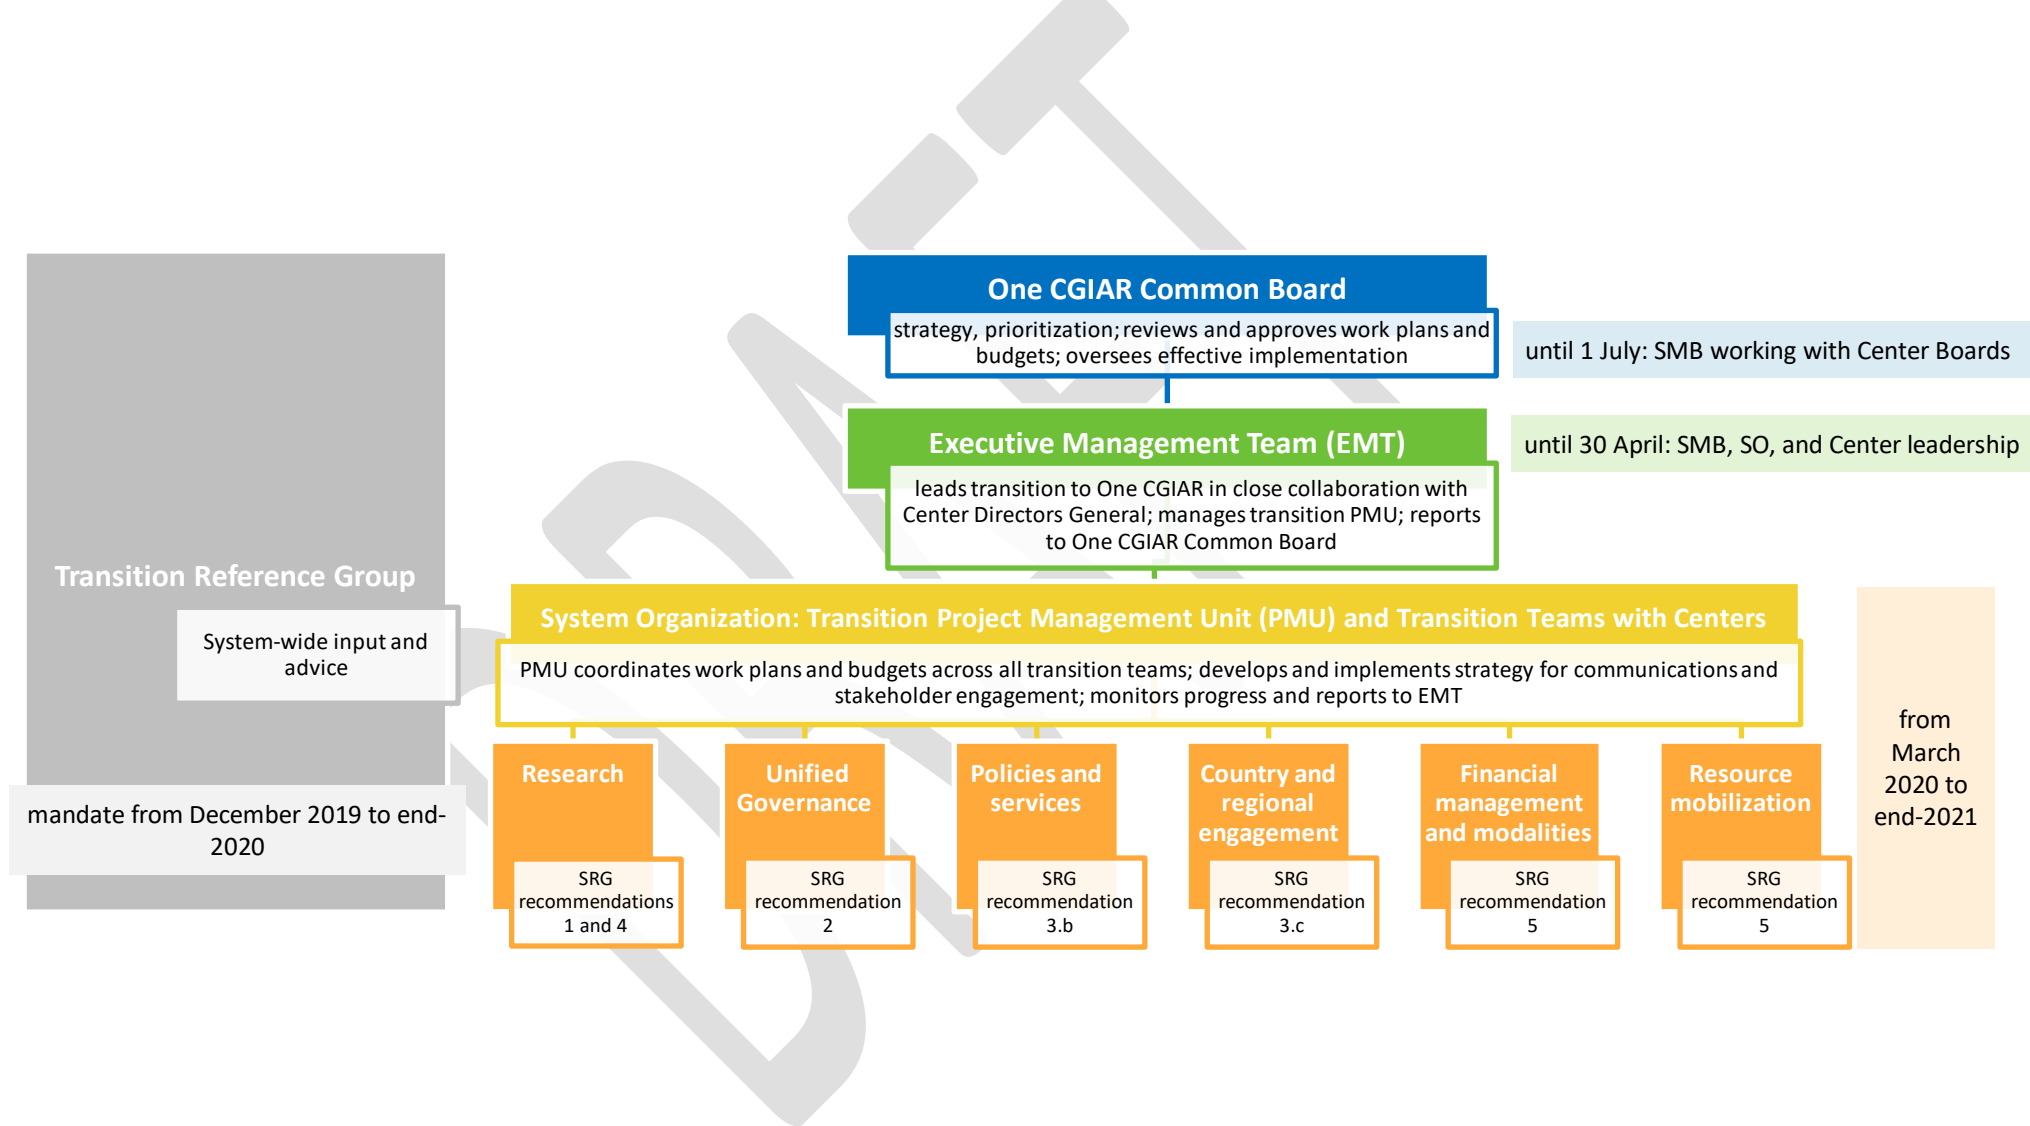 One CGIAR Common Board
strategy, prioritization; reviews and approves work plans and
budgets; oversees effective implementation
until 1 July: SMB working with Center Boards
Executive Management Team (EMT)
leads transition to One CGIAR in close collaboration with
Center Directors General; manages transition PMU; reports
to One CGIAR Common Board
until 30 April: SMB, SO, and Center leadership
Transition Reference Group
System-wide input and
advice
mandate from December 2019 to end-
2020
System Organization: Transition Project Management Unit (PMU) and Transition Teams with Centers
PMU coordinates work plans and budgets across all transition teams; develops and implements strategy for communications and
stakeholder engagement; monitors progress and reports to EMT
Research
SRG
recommendations
1 and 4
Unified
Governance
SRG
recommendation
2
Policies and
services
SRG
recommendation
3.b
Country and
regional
engagement
SRG
recommendation
3.c
Financial
management
and modalities
SRG
recommendation
5
Resource
mobilization
SRG
recommendation
5
from
March
2020 to
end-2021
DRAFT